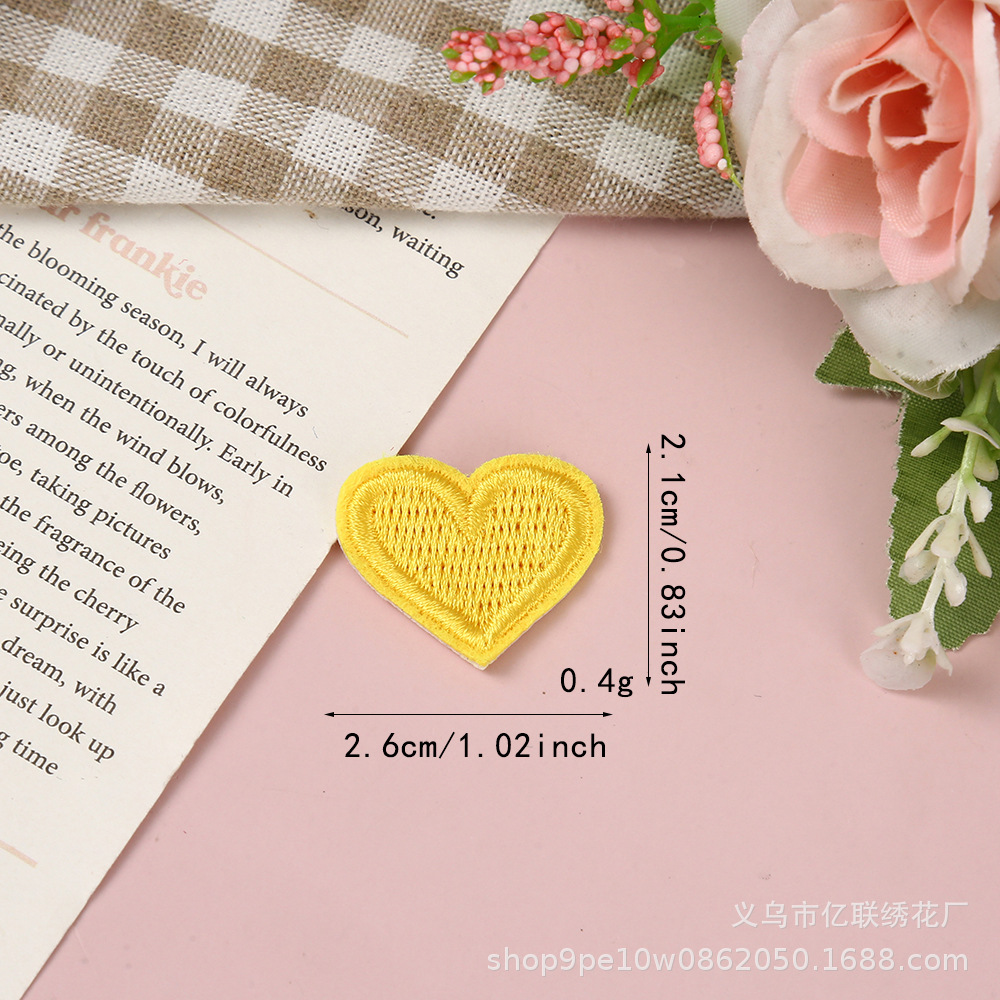 frankie
son, waiting
the blooming season, I will always
cinated by the touch of colorfulness
nally or unintentionally. Early in
g, when the wind blows,
ers among the flowers,
toe, taking pictures
the fragrance of the
eing the cherry
e surprise is like a
dream, with
just look up
g time
2.1cm/0.83inch
0.4g
2.6cm/1.02inch
义乌市亿联绣花厂
shop9pe10w0862050.1688.com